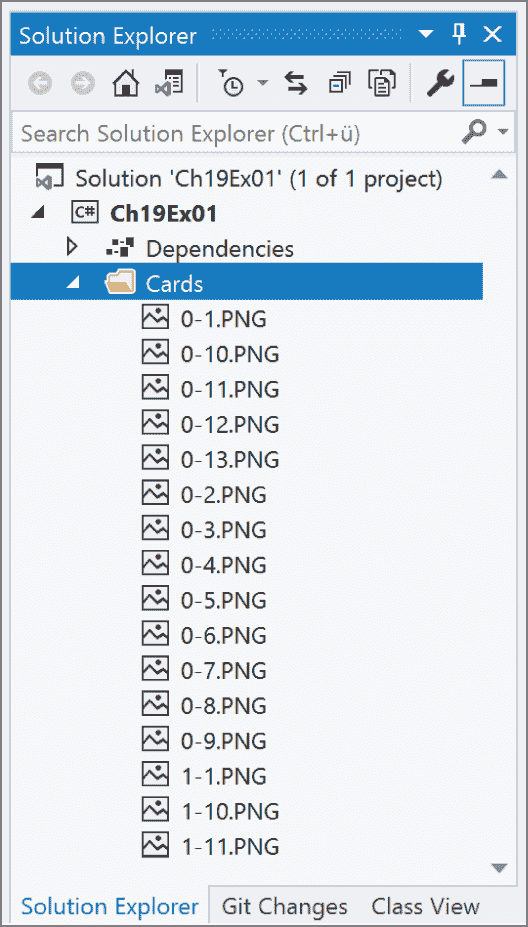 Solution Explorer
Search Solution Explorer (Ctrl+ü)
Solution 'Ch19Ex01' (1 of 1 project)
C# Ch19Ex01
Dependencies
Cards
0-1.PNG
0-10.PNG
0-11.PNG
0-12.PNG
0-13.PNG
0-2.PNG
0-3.PNG
0-4.PNG
0-5.PNG
0-6.PNG
0-7.PNG
0-8.PNG
0-9.PNG
1-1.PNG
1-10.PNG
1-11.PNG
Solution Explorer Git Changes Class View